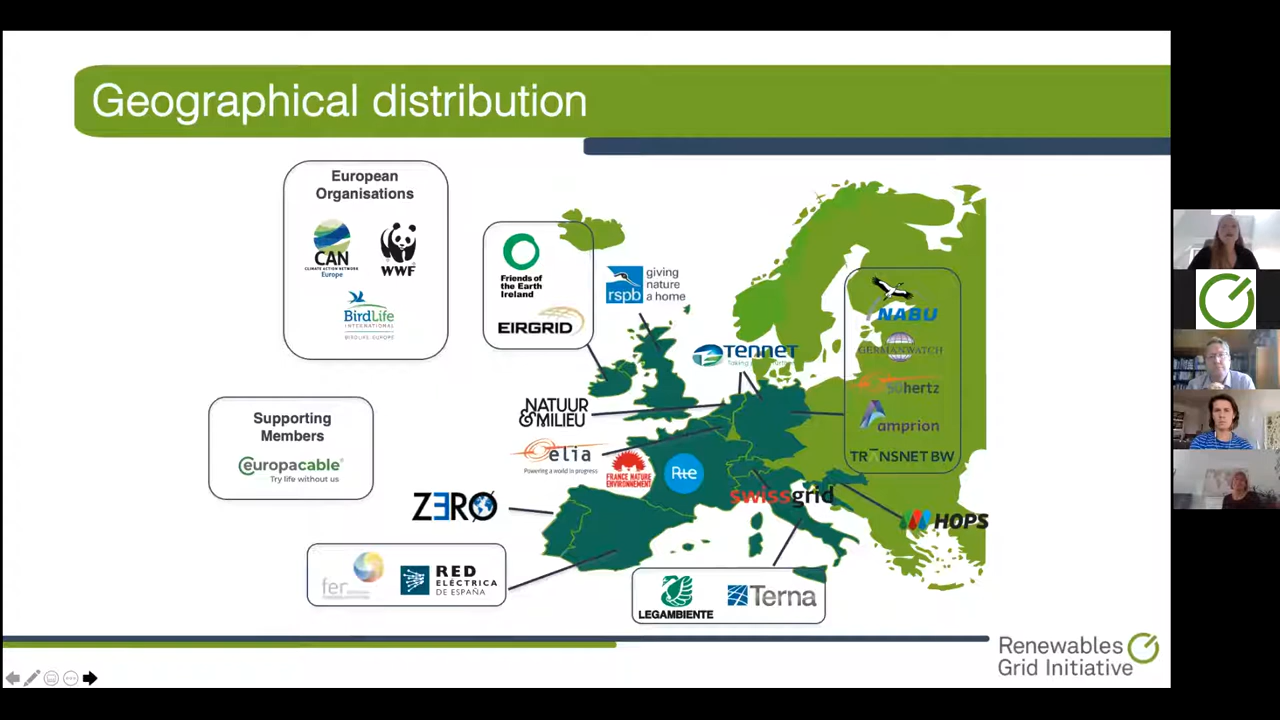 Geographical distribution
European
Organisations
CAN
CLIMATE ACTION NETWORK
Europe
WWF
BirdLife
INTERNATIONAL
BIRDLIFE EUROPE
Friends of
the Earth
Ireland
EIRGRID
rspb
giving
nature
a home
TenneT
NABU
GERMANWATCH
50hertz
amprion
TRANSNET BW
NATUUR
&MILIEU
elia
Powering a world in progress
FRANCE NATURE
ENVIRONNEMENT
Rte
swissgrid
HOPS
Supporting
Members
europacable®
Try life without us
ZERO
fer
RED
ELÉCTRICA
DE ESPAÑA
LEGAMBIENTE
Terna
Renewables
Grid Initiative